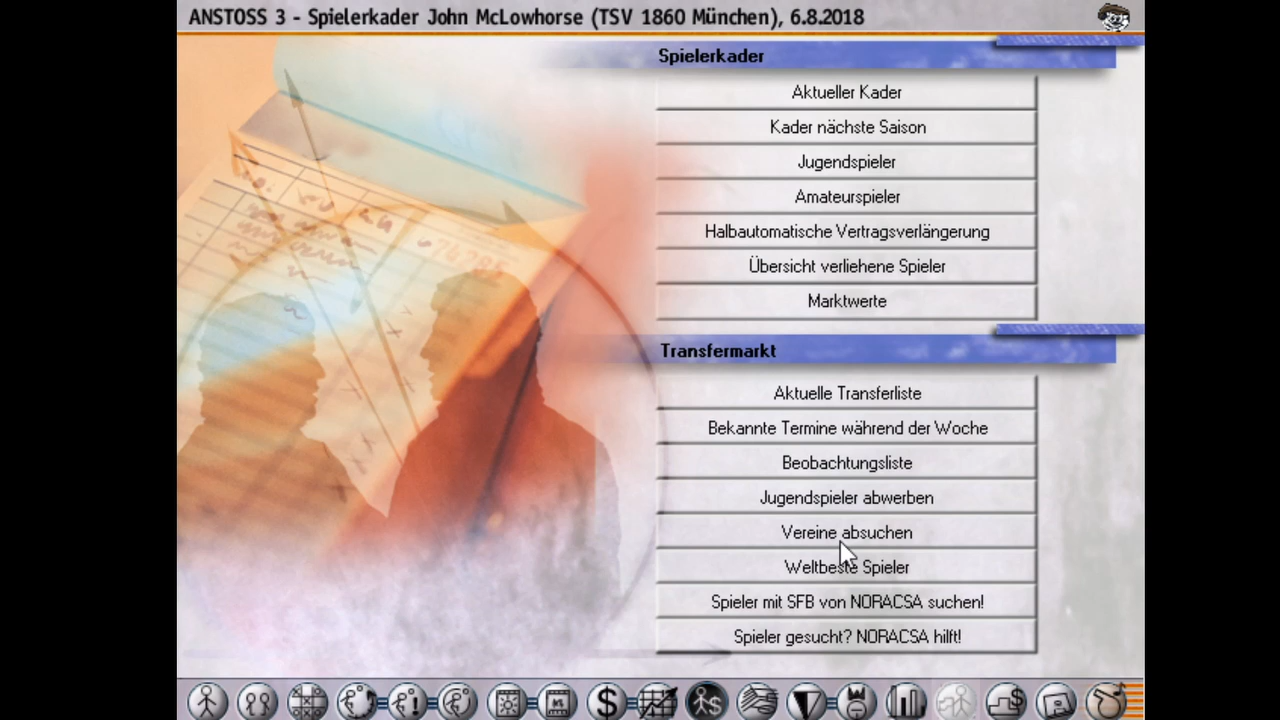 ANSTOSS 3 - Spielerkader John McLowhorse (TSV 1860 München), 6.8.2018
Spielerkader
Aktueller Kader
Kader nächste Saison
Jugendspieler
Amateurspieler
Halbautomatische Vertragsverlängerung
Übersicht verliehene Spieler
Marktwerte
Transfermarkt
Aktuelle Transferliste
Bekannte Termine während der Woche
Beobachtungsliste
Jugendspieler abwerben
Vereine absuchen
Weltbeste Spieler
Spieler mit SFB von NORACSA suchen!
Spieler gesucht? NORACSA hilft!